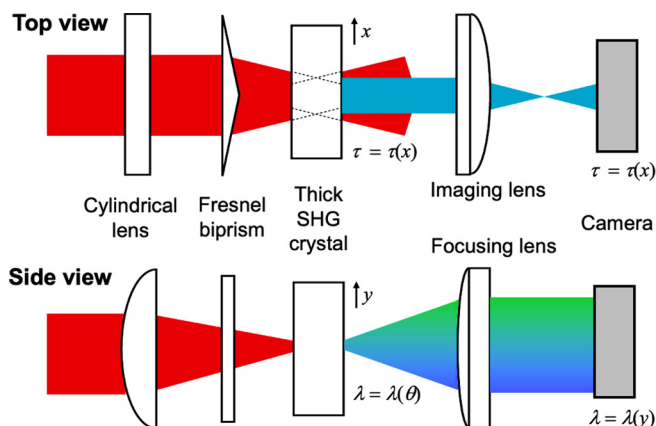 Top view
x
τ = τ(x)
τ = τ(x)
Cylindrical
lens
Fresnel
biprism
Thick
SHG
crystal
Imaging lens
Camera
Focusing lens
Side view
y
λ = λ(θ)
λ = λ(y)